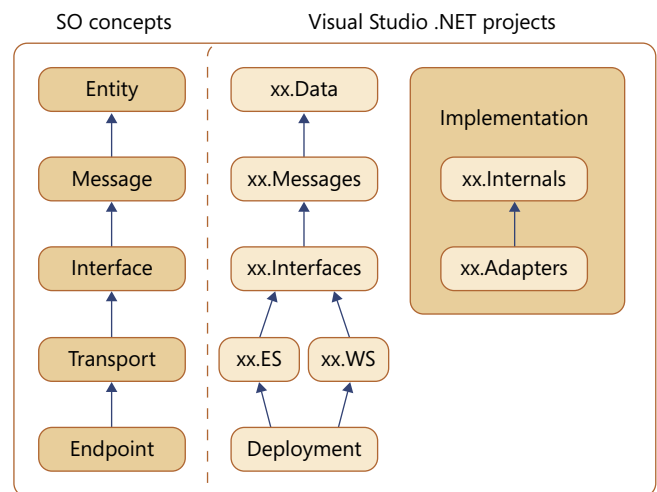 SO concepts
Visual Studio .NET projects
Entity
Message
Interface
Transport
Endpoint
xx.Data
xx.Messages
xx.Interfaces
xx.ES
xx.WS
Deployment
Implementation
xx.Internals
xx.Adapters